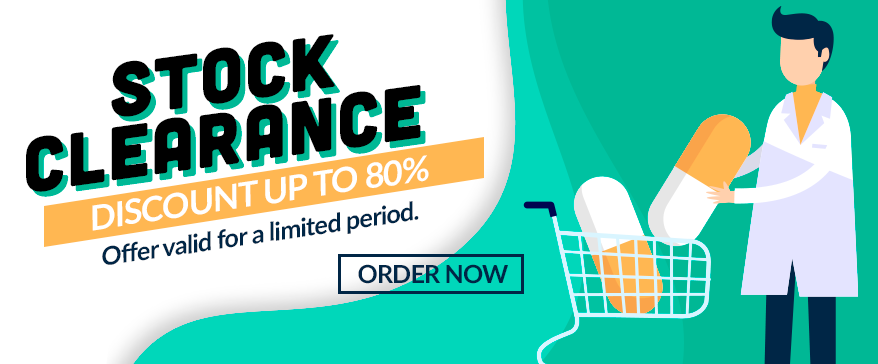 STOCK
CLEARANCE
DISCOUNT UP TO 80%
Offer valid for a limited period.
ORDER NOW